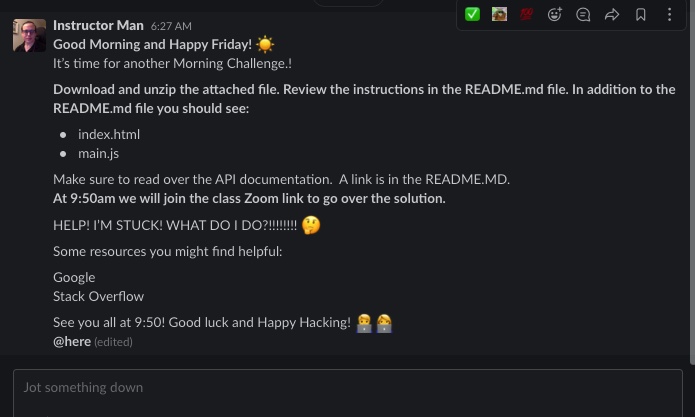 Instructor Man 6:27 AM
Good Morning and Happy Friday!
It's time for another Morning Challenge.!
Download and unzip the attached file. Review the instructions in the README.md file. In addition to the
README.md file you should see:
index.html
main.js
Make sure to read over the API documentation. A link is in the README.MD.
At 9:50am we will join the class Zoom link to go over the solution.
HELP! I'M STUCK! WHAT DO I DO?!!!!!!!!
Some resources you might find helpful:
Google
Stack Overflow
See you all at 9:50! Good luck and Happy Hacking!
@here (edited)
Jot something down